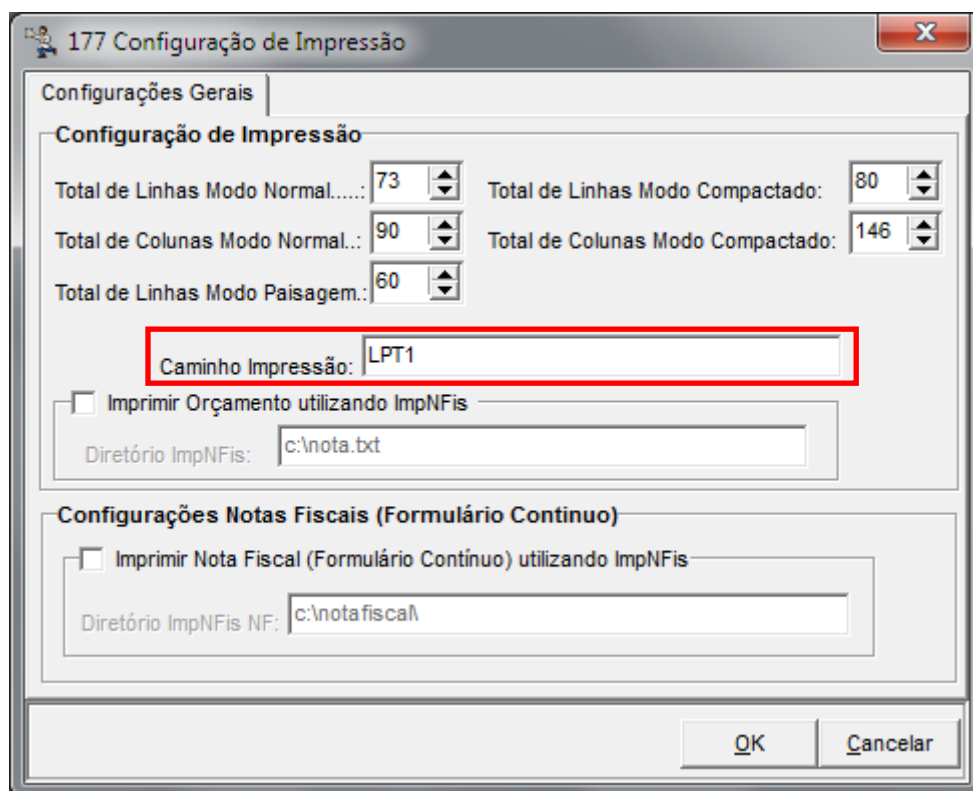 177 Configuração de Impressão
X
Configurações Gerais
Configuração de Impressão
Total de Linhas Modo Normal.....: 73 Total de Linhas Modo Compactado: 80
Total de Colunas Modo Normal..: 90 Total de Colunas Modo Compactado: 146
Total de Linhas Modo Paisagem.: 60
Caminho Impressão: LPT1
Imprimir Orçamento utilizando ImpNFis
Diretório ImpNFis: c:\nota.txt
Configurações Notas Fiscais (Formulário Continuo)
Imprimir Nota Fiscal (Formulário Contínuo) utilizando ImpNFis
Diretório ImpNFis NF: c:\notafiscal\
OK Cancelar